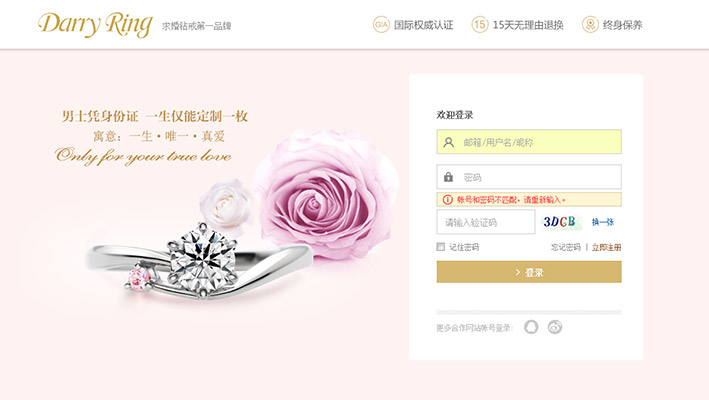 Darry Ring 求婚钻戒第一品牌
GIA 国际权威认证 15 15天无理由退换 终身保养
男士凭身份证 一生仅能定制一枚
寓意：一生·唯一·真爱
Only for your true love
欢迎登录
邮箱/用户名/昵称
密码
帐号和密码不匹配，请重新输入。
请输入验证码 3DGB 换一张
记住密码 忘记密码 | 立即注册
> 登录
更多合作网站帐号登录：